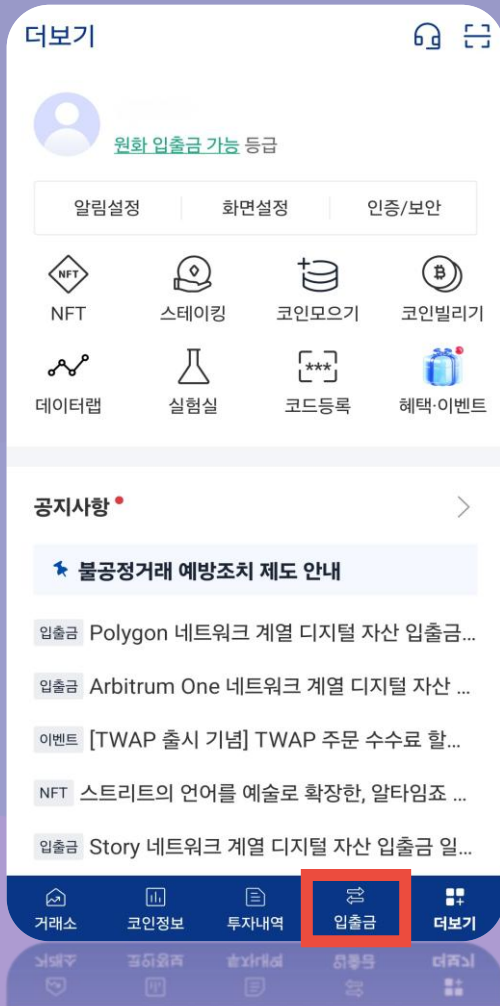 더보기
원화 입출금 가능 등급
알림설정 화면설정 인증/보안
NFT
NFT 스테이킹 코인모으기 코인빌리기
***
데이터랩 실험실 코드등록 혜택·이벤트
공지사항
불공정거래 예방조치 제도 안내
입출금 Polygon 네트워크 계열 디지털 자산 입출금...
입출금 Arbitrum One 네트워크 계열 디지털 자산 ...
이벤트 [TWAP 출시 기념] TWAP 주문 수수료 할...
NFT 스트리트의 언어를 예술로 확장한, 알타임죠 ...
입출금 Story 네트워크 계열 디지털 자산 입출금 일...
거래소 코인정보 투자내역 입출금 더보기